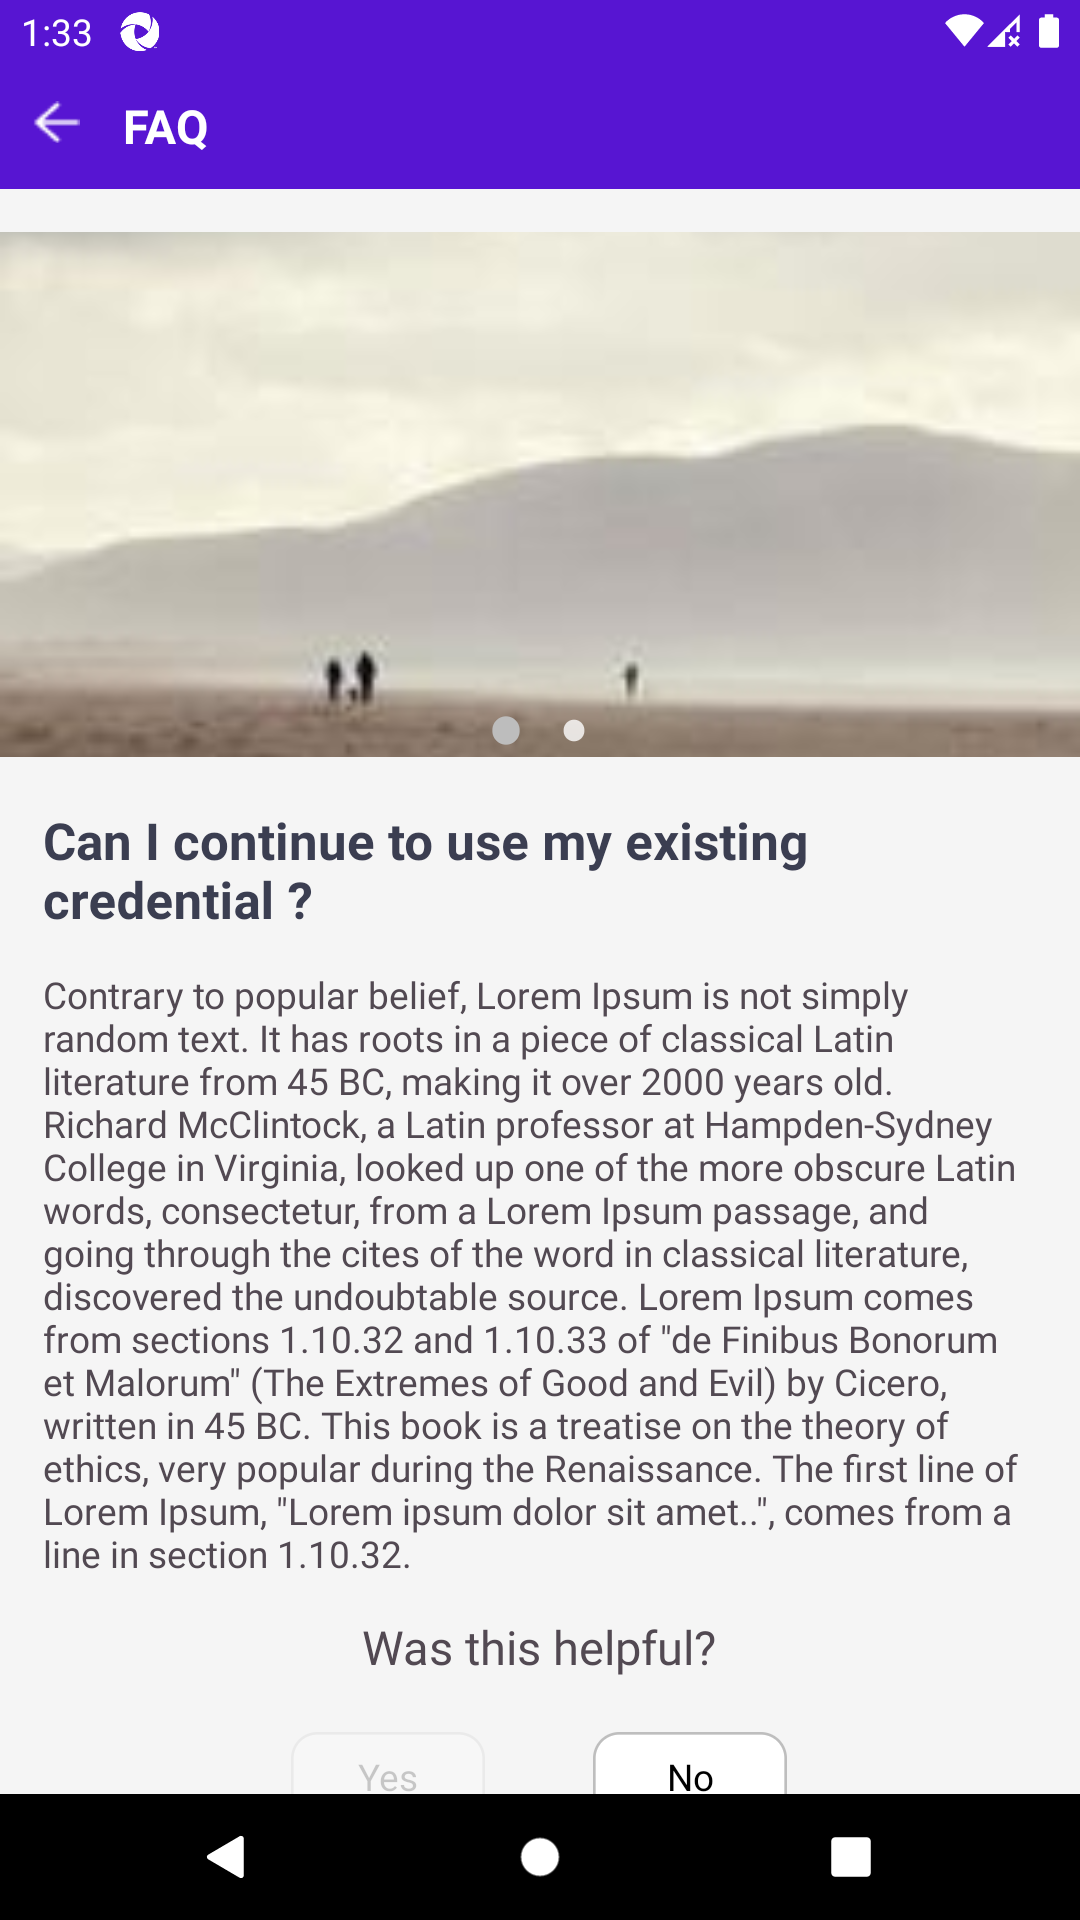 1:33
FAQ
Can I continue to use my existing
credential ?
Contrary to popular belief, Lorem Ipsum is not simply
random text. It has roots in a piece of classical Latin
literature from 45 BC, making it over 2000 years old.
Richard McClintock, a Latin professor at Hampden-Sydney
College in Virginia, looked up one of the more obscure Latin
words, consectetur, from a Lorem Ipsum passage, and
going through the cites of the word in classical literature,
discovered the undoubtable source. Lorem Ipsum comes
from sections 1.10.32 and 1.10.33 of "de Finibus Bonorum
et Malorum" (The Extremes of Good and Evil) by Cicero,
written in 45 BC. This book is a treatise on the theory of
ethics, very popular during the Renaissance. The first line of
Lorem Ipsum, "Lorem ipsum dolor sit amet..", comes from a
line in section 1.10.32.
Was this helpful?
Yes No